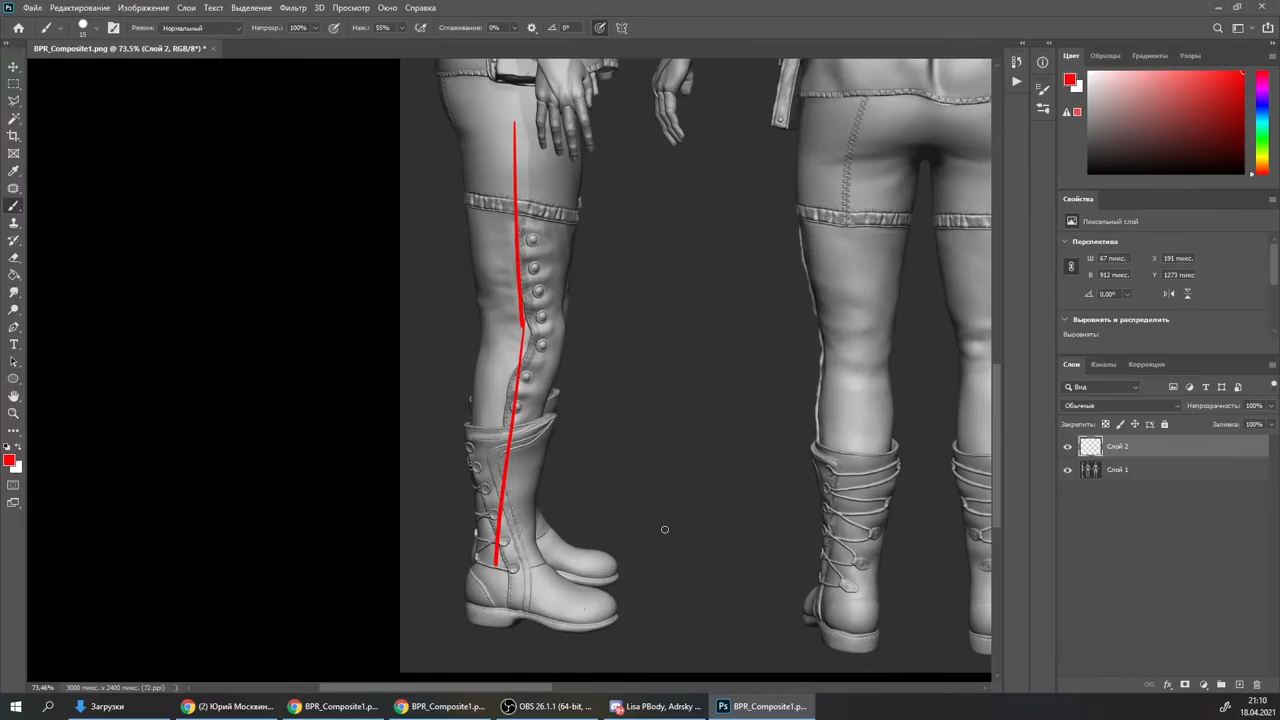 Файл Редактирование Изображение Слои Текст Выделение Фильтр 3D Просмотр Окно Справка
15 Режим: Нормальный Непрозр.: 100% Наж.: 55% Сглаживание: 0% 0°
BPR_Composite1.png @ 73,5% (Слой 2, RGB/8*) *
Цвет Образцы Градиенты Узоры
Свойства
Пиксельный слой
Перспектива
Ш 67 пикс. X 191 пикс.
В 912 пикс. Y 1273 пикс
0,00°
Выровнять и распределить
Выровняты:
Слои Каналы Коррекция
Вид
Обычные Непрозрачность: 100%
Закрепить: Заливка: 100%
Слой 2
Слой 1
73,46% 3000 пикс. x 2400 пикс. (72 ppi)
Загрузки (2) Юрий Москвин... BPR_Composite1.p... BPR_Composite1.p... OBS 26.1.1 (64-bit, ... Lisa PBody, Adrsky ... BPR_Composite1.p...
21:10
18.04.2021